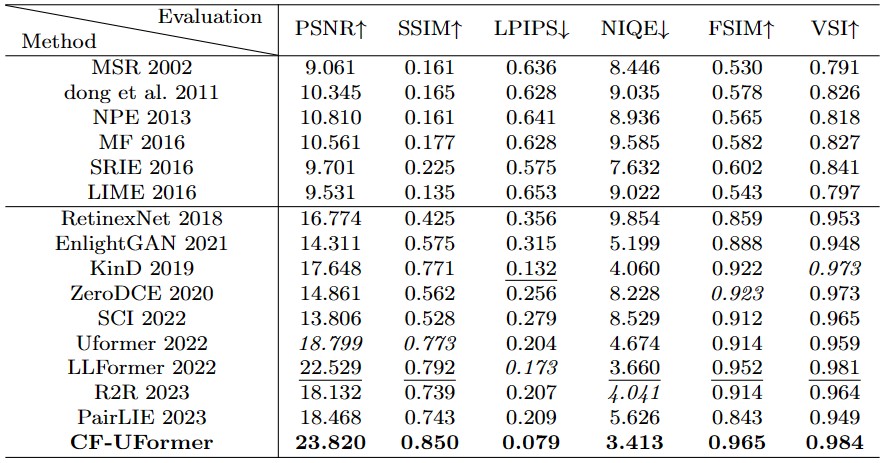 Evaluation
Method PSNR↑ SSIM↑ LPIPS↓ NIQE↓ FSIM↑ VSI↑
MSR 2002 9.061 0.161 0.636 8.446 0.530 0.791
dong et al. 2011 10.345 0.165 0.628 9.035 0.578 0.826
NPE 2013 10.810 0.161 0.641 8.936 0.565 0.818
MF 2016 10.561 0.177 0.628 9.585 0.582 0.827
SRIE 2016 9.701 0.225 0.575 7.632 0.602 0.841
LIME 2016 9.531 0.135 0.653 9.022 0.543 0.797
RetinexNet 2018 16.774 0.425 0.356 9.854 0.859 0.953
EnlightGAN 2021 14.311 0.575 0.315 5.199 0.888 0.948
KinD 2019 17.648 0.771 0.132 4.060 0.922 0.973
ZeroDCE 2020 14.861 0.562 0.256 8.228 0.923 0.973
SCI 2022 13.806 0.528 0.279 8.529 0.912 0.965
Uformer 2022 18.799 0.773 0.204 4.674 0.914 0.959
LLFormer 2022 22.529 0.792 0.173 3.660 0.952 0.981
R2R 2023 18.132 0.739 0.207 4.041 0.914 0.964
PairLIE 2023 18.468 0.743 0.209 5.626 0.843 0.949
CF-UFormer 23.820 0.850 0.079 3.413 0.965 0.984